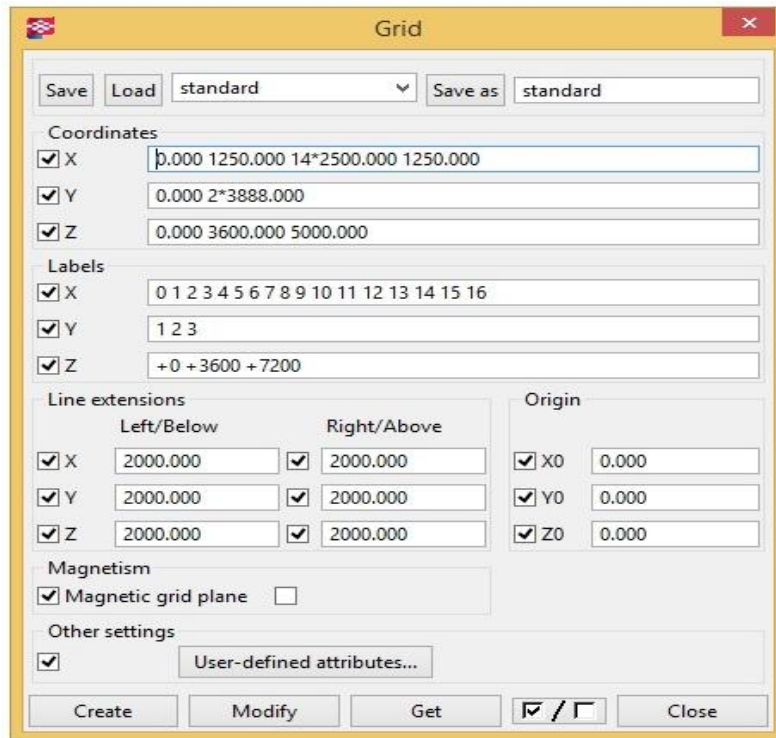 Grid
Save Load standard Save as standard
Coordinates
X 0.000 1250.000 14*2500.000 1250.000
Y 0.000 2*3888.000
Z 0.000 3600.000 5000.000
Labels
X 0 1 2 3 4 5 6 7 8 9 10 11 12 13 14 15 16
Y 1 2 3
Z +0 +3600 +7200
Line extensions Origin
Left/Below Right/Above
X 2000.000 2000.000 X0 0.000
Y 2000.000 2000.000 Y0 0.000
Z 2000.000 2000.000 Z0 0.000
Magnetism
Magnetic grid plane
Other settings
User-defined attributes...
Create Modify Get / Close